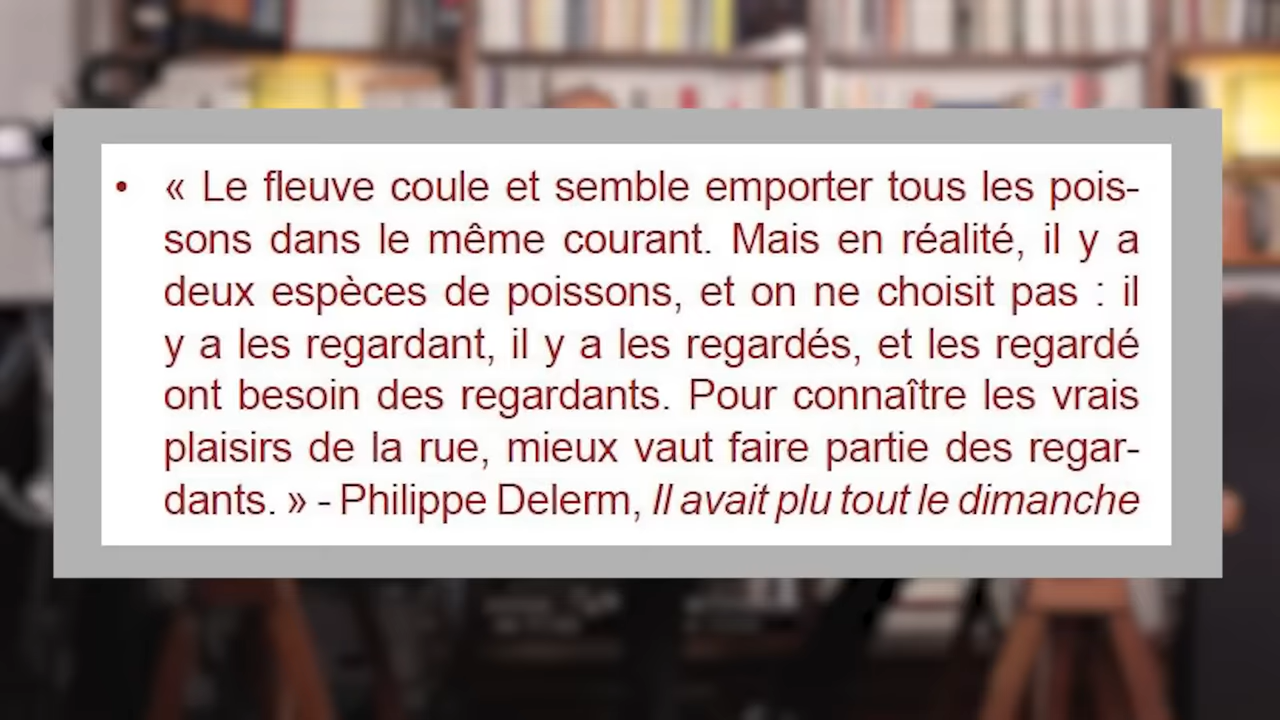 • « Le fleuve coule et semble emporter tous les pois-
sons dans le même courant. Mais en réalité, il y a
deux espèces de poissons, et on ne choisit pas : il
y a les regardant, il y a les regardés, et les regardé
ont besoin des regardants. Pour connaître les vrais
plaisirs de la rue, mieux vaut faire partie des regar-
dants. » - Philippe Delerm, Il avait plu tout le dimanche